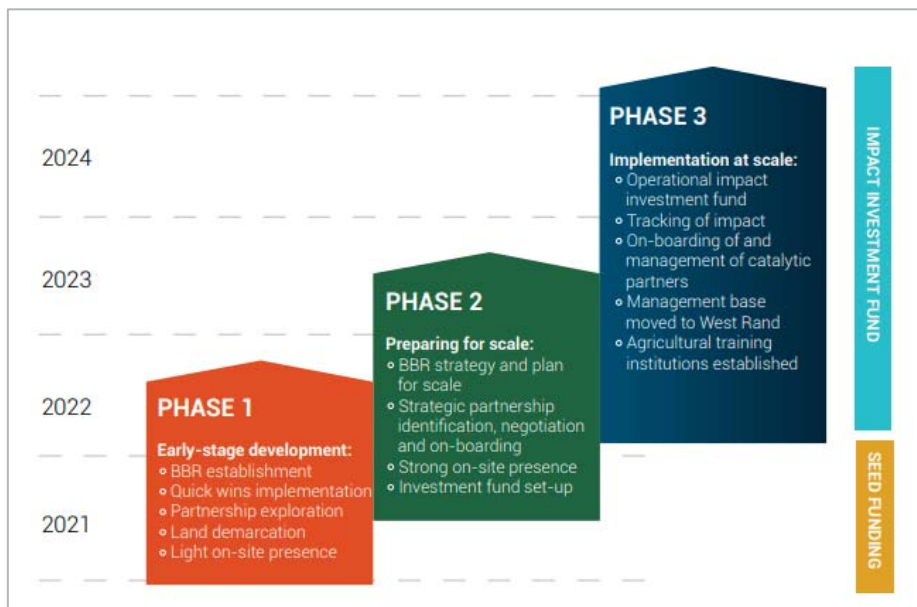 2024
2023
2022
2021
PHASE 1
Early-stage development:
BBR establishment
Quick wins implementation
Partnership exploration
Land demarcation
Light on-site presence
PHASE 2
Preparing for scale:
BBR strategy and plan
for scale
Strategic partnership
identification, negotiation
and on-boarding
Strong on-site presence
Investment fund set-up
PHASE 3
Implementation at scale:
Operational impact
investment fund
Tracking of impact
On-boarding of and
management of catalytic
partners
Management base
moved to West Rand
Agricultural training
institutions established
IMPACT INVESTMENT FUND
SEED FUNDING